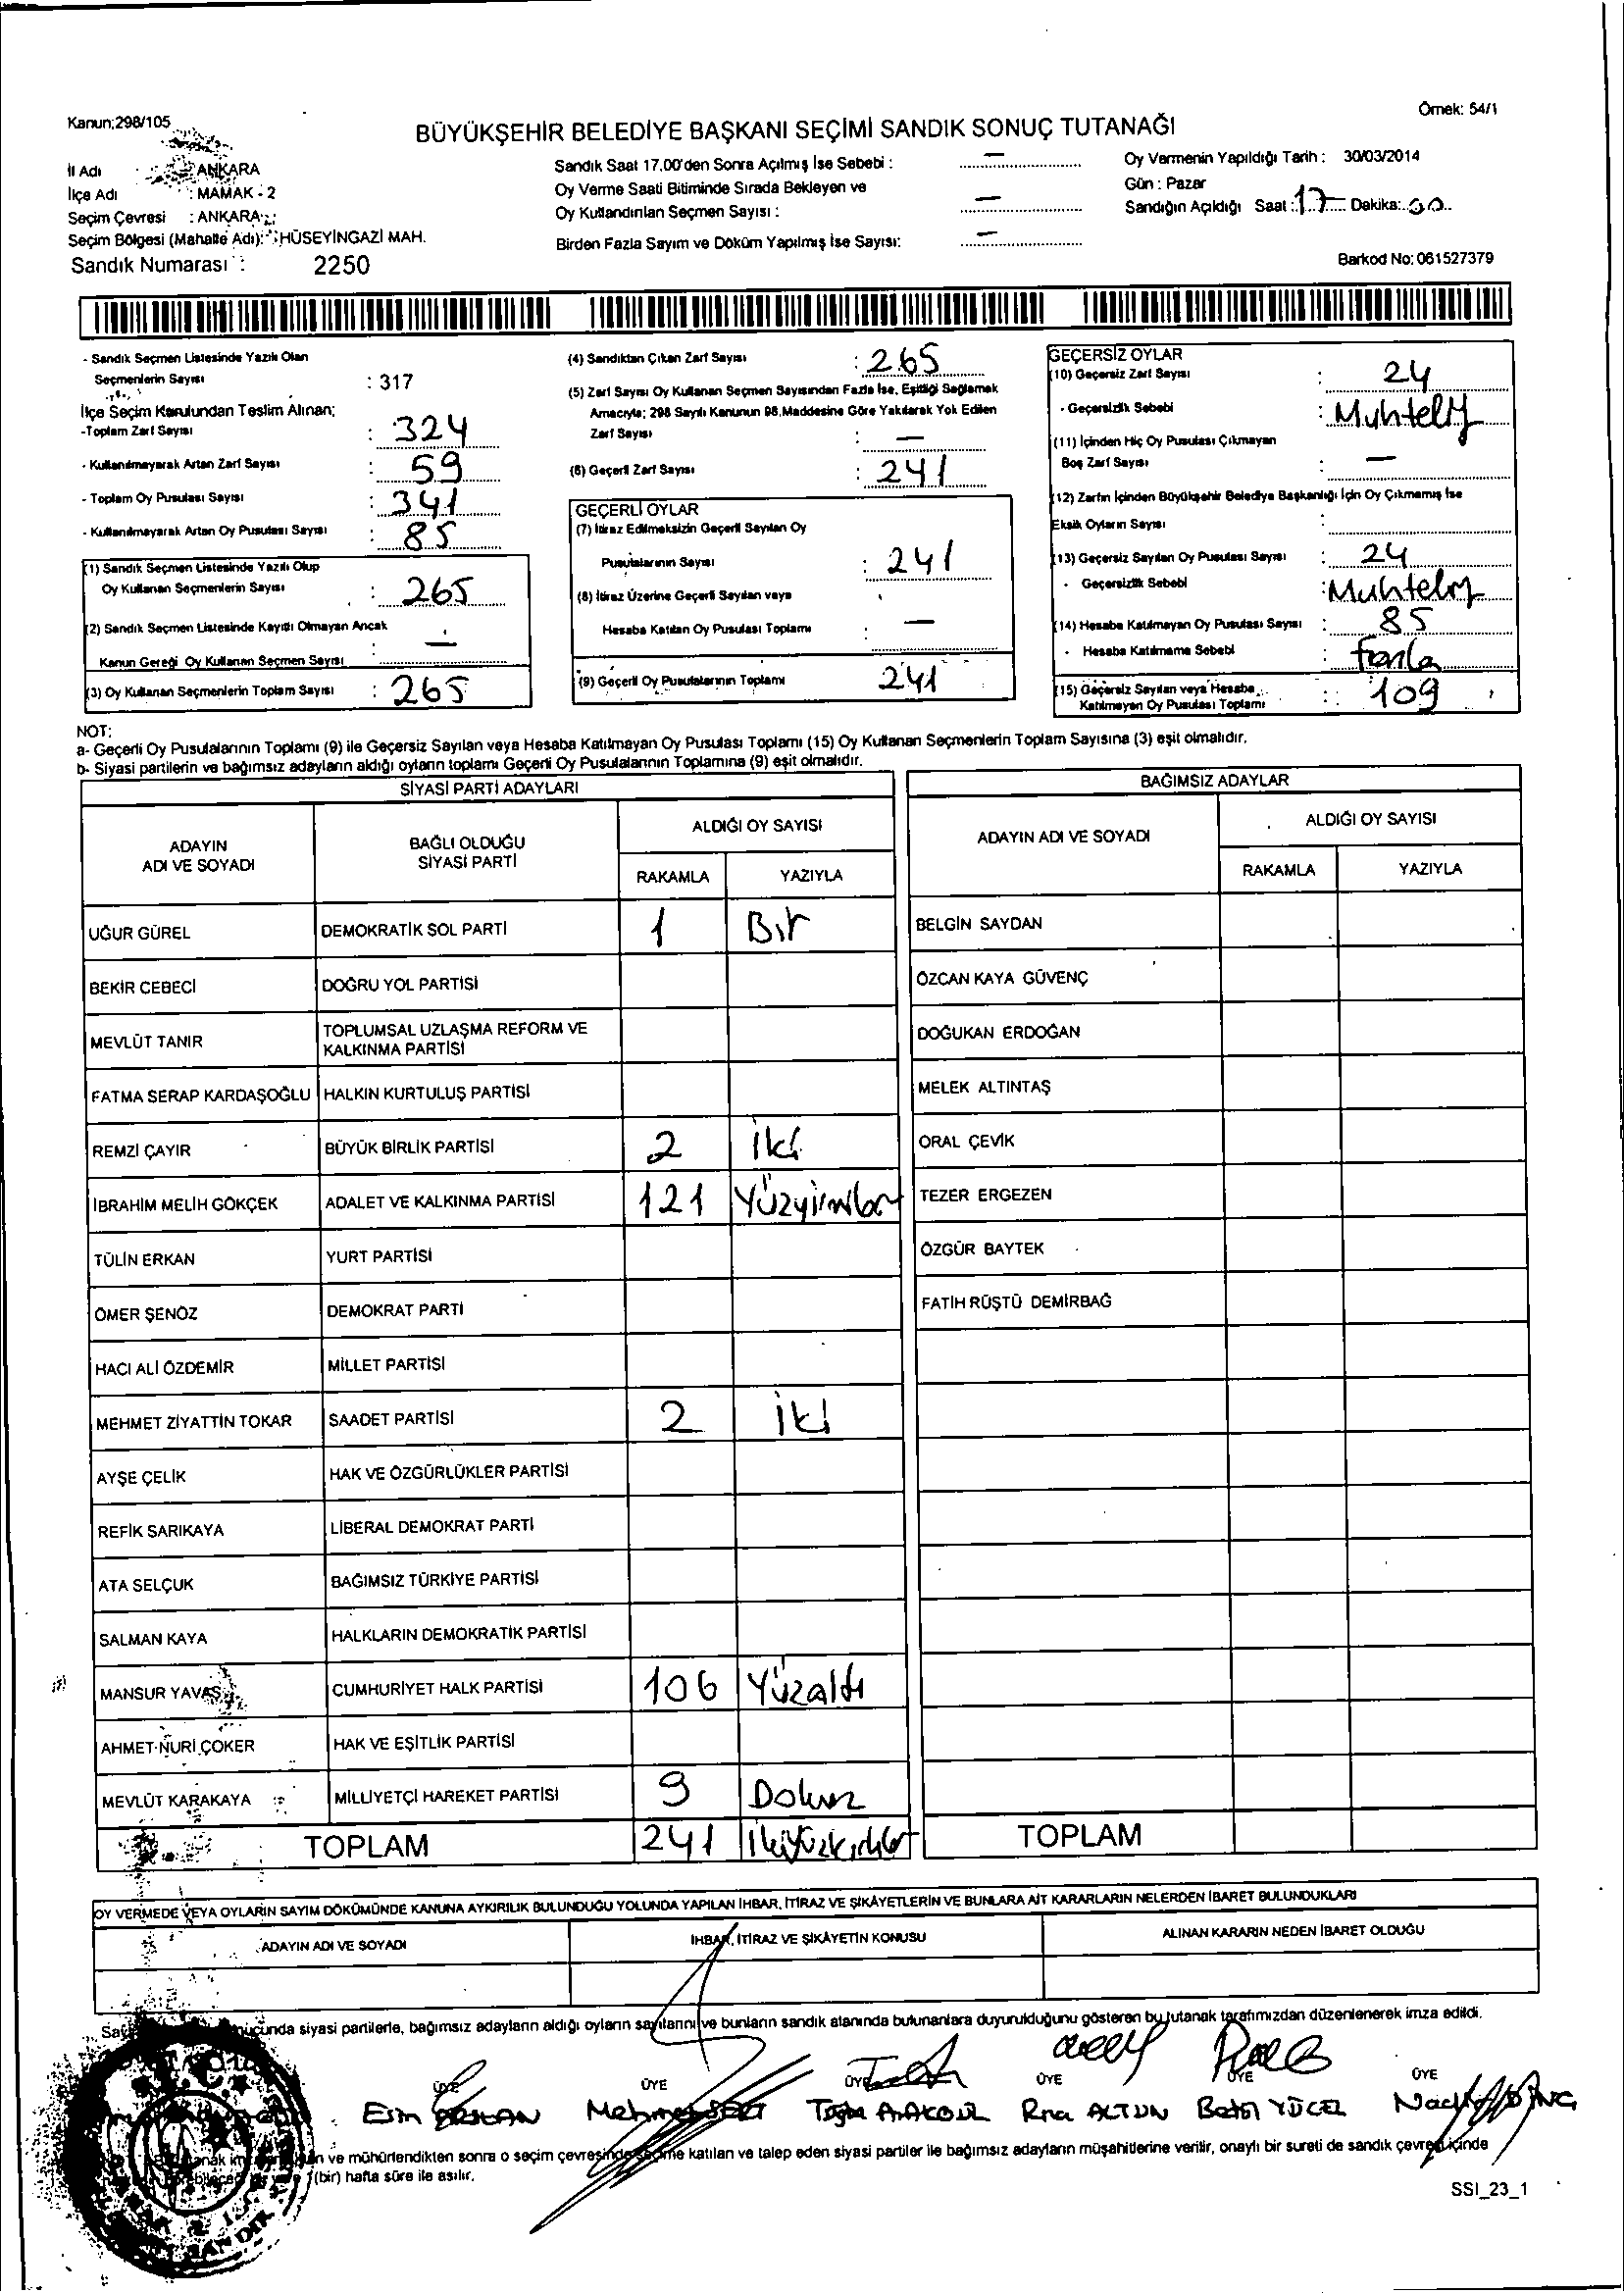 Kanun;298/105
Örnek: 54/1
BÜYÜKŞEHİR BELEDİYE BAŞKANI SEÇİMİ SANDIK SONUÇ TUTANAĞI
İl Adı : ANKARA
İlçe Adı : MAMAK - 2
Seçim Çevresi : ANKARA
Seçim Bölgesi (Mahalle Adı): HÜSEYİNGAZİ MAH.
Sandık Numarası : 2250
Sandık Saat 17.00'den Sonra Açılmış İse Sebebi : —
Oy Verme Saati Bitiminde Sırada Bekleyen ve
Oy Kullandırılan Seçmen Sayısı : —
Birden Fazla Sayım ve Döküm Yapılmış İse Sayısı: —
Oy Vermenin Yapıldığı Tarih : 30/03/2014
Gün : Pazar
Sandığın Açıldığı Saat : 17 Dakika: 00
Barkod No: 061527379
- Sandık Seçmen Listesinde Yazılı Olan
Seçmenlerin Sayısı : 317
İlçe Seçim Kurulundan Teslim Alınan;
-Toplam Zarf Sayısı : 324
- Kullanılmayarak Artan Zarf Sayısı : 59
- Toplam Oy Pusulası Sayısı : 341
- Kullanılmayarak Artan Oy Pusulası Sayısı : 85
(1) Sandık Seçmen Listesinde Yazılı Olup
Oy Kullanan Seçmenlerin Sayısı : 265
(2) Sandık Seçmen Listesinde Kayıtlı Olmayan Ancak
Kanun Gereği Oy Kullanan Seçmen Sayısı : —
(3) Oy Kullanan Seçmenlerin Toplam Sayısı : 265
(4) Sandıktan Çıkan Zarf Sayısı : 265
(5) Zarf Sayısı Oy Kullanan Seçmen Sayısından Fazla İse, Eşitliği Sağlamak
Amacıyla; 298 Sayılı Kanunun 98.Maddesine Göre Yakılarak Yok Edilen
Zarf Sayısı : —
(6) Geçerli Zarf Sayısı : 241
GEÇERLİ OYLAR
(7) İtiraz Edilmeksizin Geçerli Sayılan Oy
Pusulalarının Sayısı : 241
(8) İtiraz Üzerine Geçerli Sayılan veya
Hesaba Katılan Oy Pusulası Toplamı : —
(9) Geçerli Oy Pusulalarının Toplamı 241
GEÇERSİZ OYLAR
(10) Geçersiz Zarf Sayısı : 24
- Geçersizlik Sebebi : Muhtelif
(11) İçinden Hiç Oy Pusulası Çıkmayan
Boş Zarf Sayısı : —
(12) Zarfın İçinden Büyükşehir Belediye Başkanlığı İçin Oy Çıkmamış İse
Eksik Oyların Sayısı :
(13) Geçersiz Sayılan Oy Pusulası Sayısı : 24
- Geçersizlik Sebebi : Muhtelif
(14) Hesaba Katılmayan Oy Pusulası Sayısı : 85
- Hesaba Katılmama Sebebi : fazla
(15) Geçersiz Sayılan veya Hesaba
Katılmayan Oy Pusulası Toplamı : 109
NOT:
a- Geçerli Oy Pusulalarının Toplamı (9) ile Geçersiz Sayılan veya Hesaba Katılmayan Oy Pusulası Toplamı (15) Oy Kullanan Seçmenlerin Toplam Sayısına (3) eşit olmalıdır.
b- Siyasi partilerin ve bağımsız adayların aldığı oyların toplamı Geçerli Oy Pusulalarının Toplamına (9) eşit olmalıdır.
SİYASİ PARTİ ADAYLARI
ADAYIN ADI VE SOYADI
BAĞLI OLDUĞU SİYASİ PARTİ
ALDIĞI OY SAYISI
RAKAMLA YAZIYLA
UĞUR GÜREL DEMOKRATİK SOL PARTİ 1 Bir
BEKİR CEBECİ DOĞRU YOL PARTİSİ
MEVLÜT TANIR TOPLUMSAL UZLAŞMA REFORM VE
KALKINMA PARTİSİ
FATMA SERAP KARDAŞOĞLU HALKIN KURTULUŞ PARTİSİ
REMZİ ÇAYIR BÜYÜK BİRLİK PARTİSİ 2 İki
İBRAHİM MELİH GÖKÇEK ADALET VE KALKINMA PARTİSİ 121 Yüzyirmibir
TÜLİN ERKAN YURT PARTİSİ
ÖMER ŞENÖZ DEMOKRAT PARTİ
HACI ALİ ÖZDEMİR MİLLET PARTİSİ
MEHMET ZİYATTİN TOKAR SAADET PARTİSİ 2 İki
AYŞE ÇELİK HAK VE ÖZGÜRLÜKLER PARTİSİ
REFİK SARIKAYA LİBERAL DEMOKRAT PARTİ
ATA SELÇUK BAĞIMSIZ TÜRKİYE PARTİSİ
SALMAN KAYA HALKLARIN DEMOKRATİK PARTİSİ
MANSUR YAVAŞ CUMHURİYET HALK PARTİSİ 106 Yüzaltı
AHMET NURİ ÇOKER HAK VE EŞİTLİK PARTİSİ
MEVLÜT KARAKAYA MİLLİYETÇİ HAREKET PARTİSİ 9 Dokuz
TOPLAM 241 İkiyüzkırkbir
BAĞIMSIZ ADAYLAR
ADAYIN ADI VE SOYADI
ALDIĞI OY SAYISI
RAKAMLA YAZIYLA
BELGİN SAYDAN
ÖZCAN KAYA GÜVENÇ
DOĞUKAN ERDOĞAN
MELEK ALTINTAŞ
ORAL ÇEVİK
TEZER ERGEZEN
ÖZGÜR BAYTEK
FATİH RÜŞTÜ DEMİRBAĞ
TOPLAM
OY VERMEDE VEYA OYLARIN SAYIM DÖKÜMÜNDE KANUNA AYKIRILIK BULUNDUĞU YOLUNDA YAPILAN İHBAR, İTİRAZ VE ŞİKÂYETLERİN VE BUNLARA AİT KARARLARIN NELERDEN İBARET BULUNDUKLARI
ADAYIN ADI VE SOYADI
İHBAR, İTİRAZ VE ŞİKÂYETİN KONUSU
ALINAN KARARIN NEDEN İBARET OLDUĞU
siyasi partilerle, bağımsız adayların aldığı oyların sayılarını ve bunların sandık alanında bulunanlara duyurulduğunu gösteren bu tutanak tarafımızdan düzenlenerek imza edildi.
ÜYE ÜYE ÜYE ÜYE ÜYE ÜYE
Mehmet Rna ALTUN YÜCEL
ve mühürlendikten sonra o seçim çevresinde seçime katılan ve talep eden siyasi partiler ile bağımsız adayların müşahitlerine verilir, onaylı bir sureti de sandık çevresi içinde
(bir) hafta süre ile asılır.
SSI_23_1